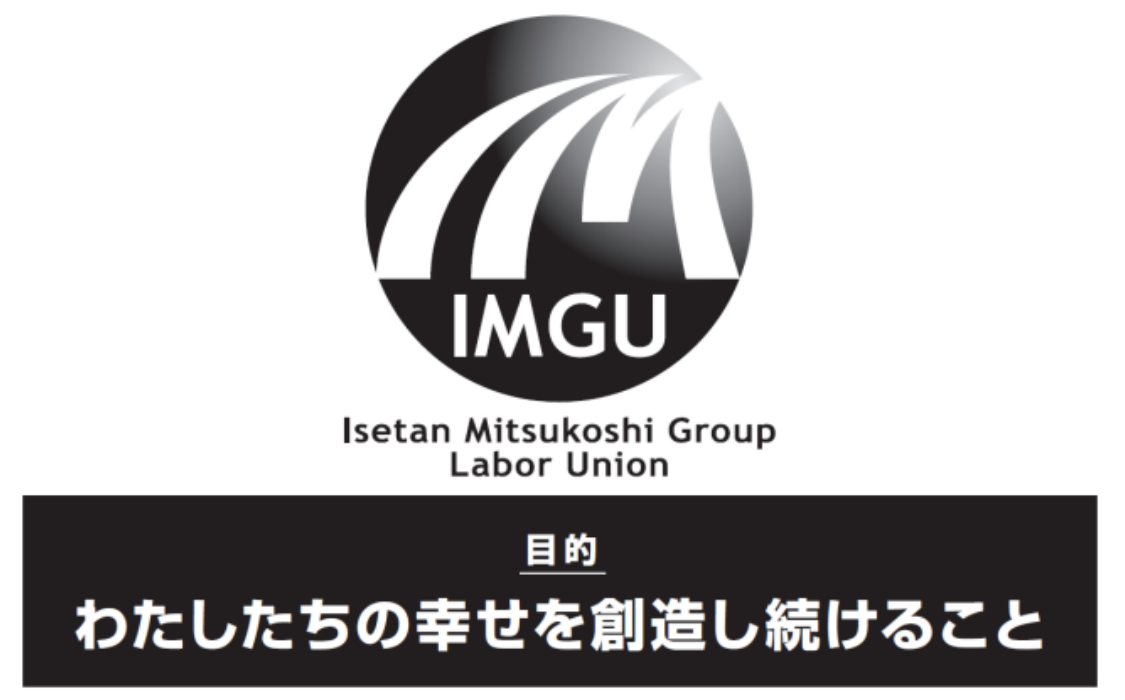 IMGU
Isetan Mitsukoshi Group
Labor Union
目的
わたしたちの幸せを創造し続けること